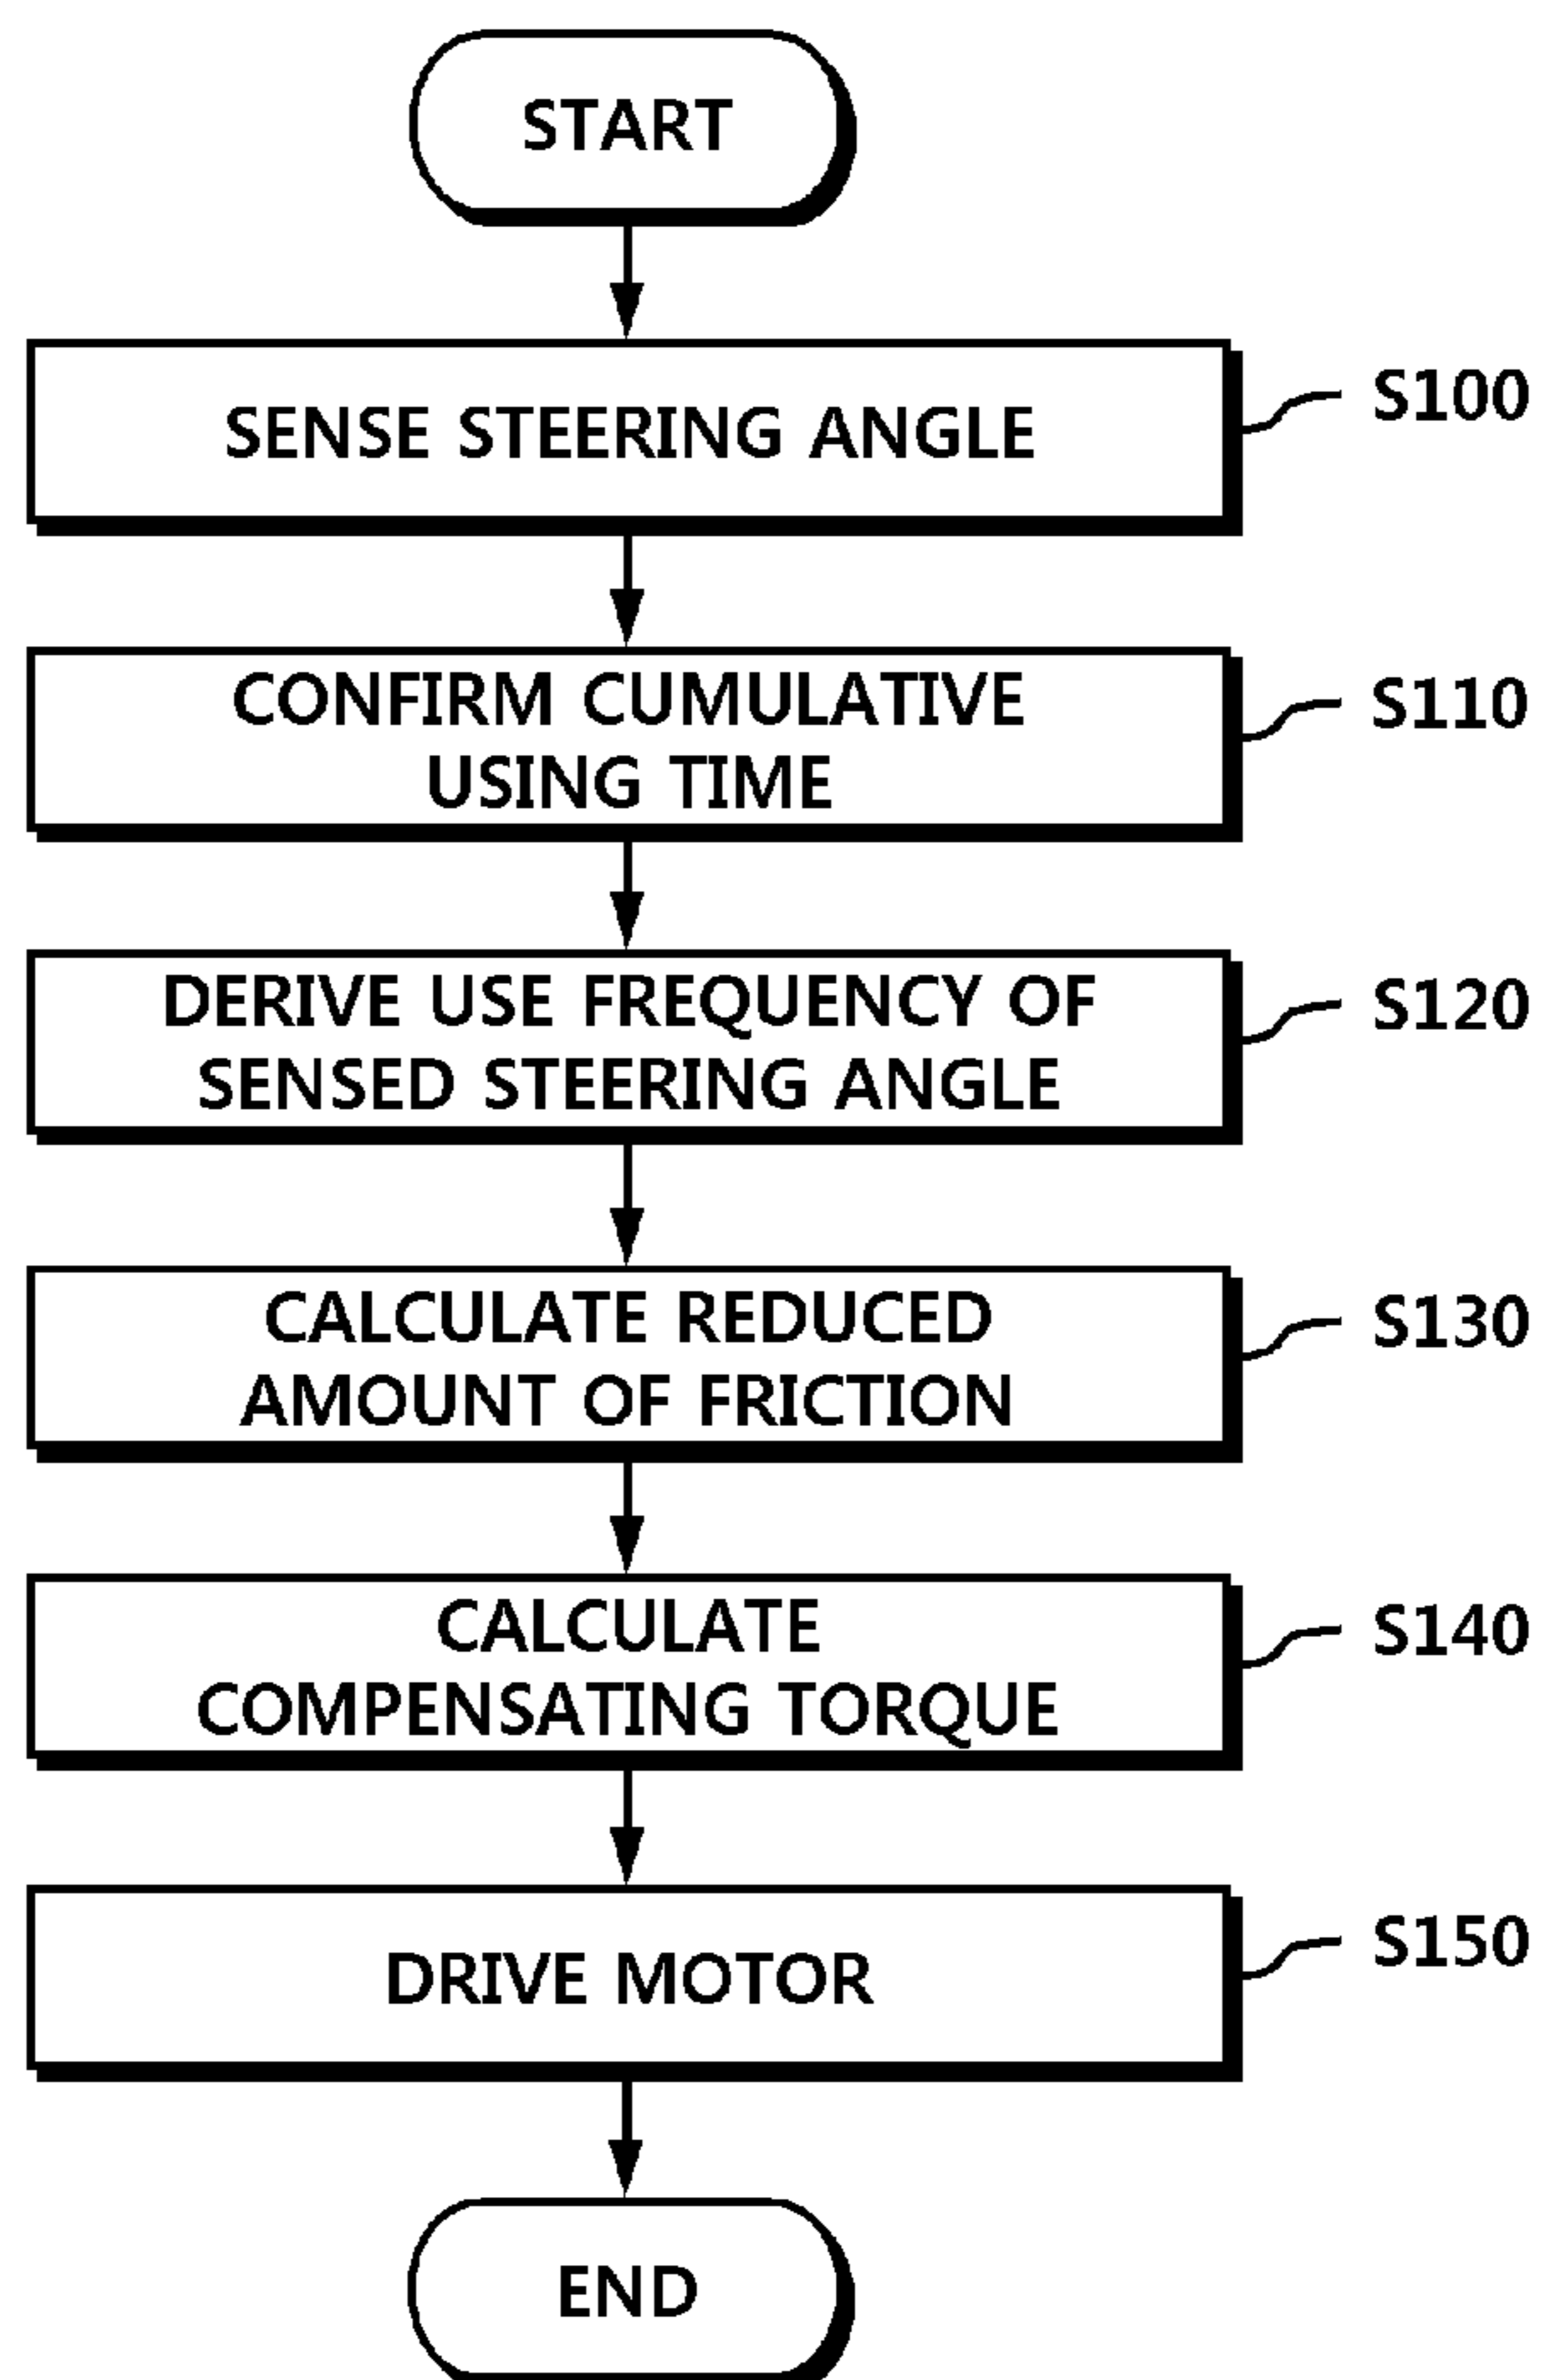 START
SENSE STEERING ANGLE
S100
CONFIRM CUMULATIVE
USING TIME
S110
DERIVE USE FREQUENCY OF
SENSED STEERING ANGLE
S120
CALCULATE REDUCED
AMOUNT OF FRICTION
S130
CALCULATE
COMPENSATING TORQUE
S140
DRIVE MOTOR
S150
END